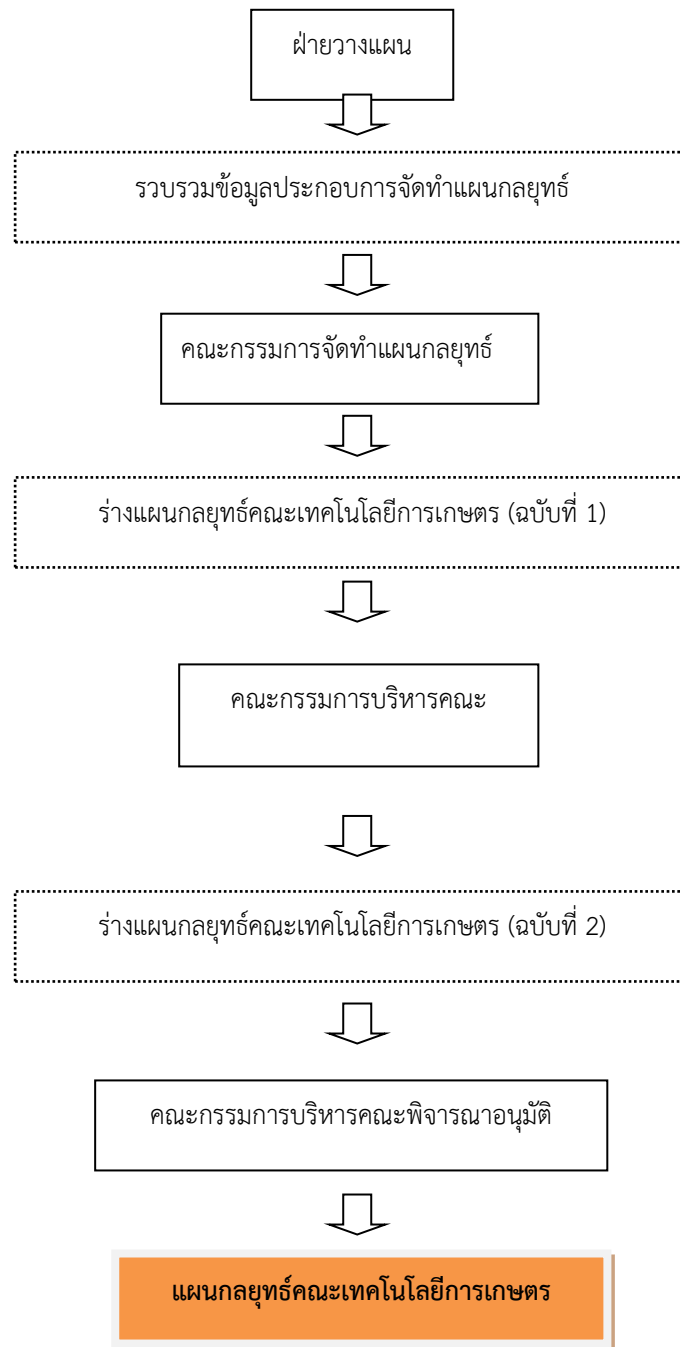 ฝ่ายวางแผน
รวบรวมข้อมูลประกอบการจัดทำแผนกลยุทธ์
คณะกรรมการจัดทำแผนกลยุทธ์
ร่างแผนกลยุทธ์คณะเทคโนโลยีการเกษตร (ฉบับที่ 1)
คณะกรรมการบริหารคณะ
ร่างแผนกลยุทธ์คณะเทคโนโลยีการเกษตร (ฉบับที่ 2)
คณะกรรมการบริหารคณะพิจารณาอนุมัติ
แผนกลยุทธ์คณะเทคโนโลยีการเกษตร